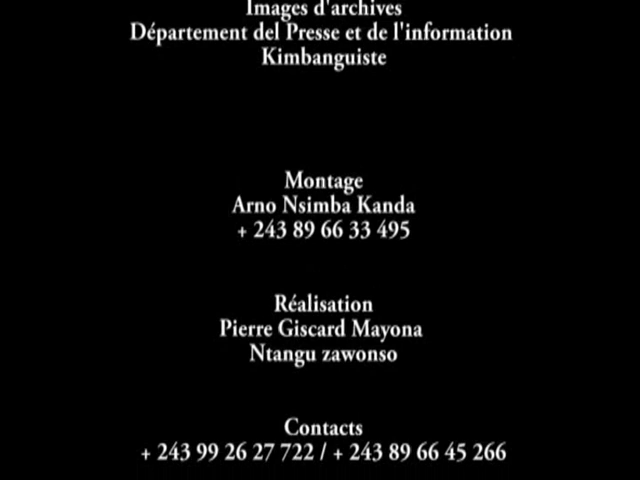 Images d'archives
Département del Presse et de l'information
Kimbanguiste
Montage
Arno Nsimba Kanda
+ 243 89 66 33 495
Réalisation
Pierre Giscard Mayona
Ntangu zawonso
Contacts
+ 243 99 26 27 722 / + 243 89 66 45 266